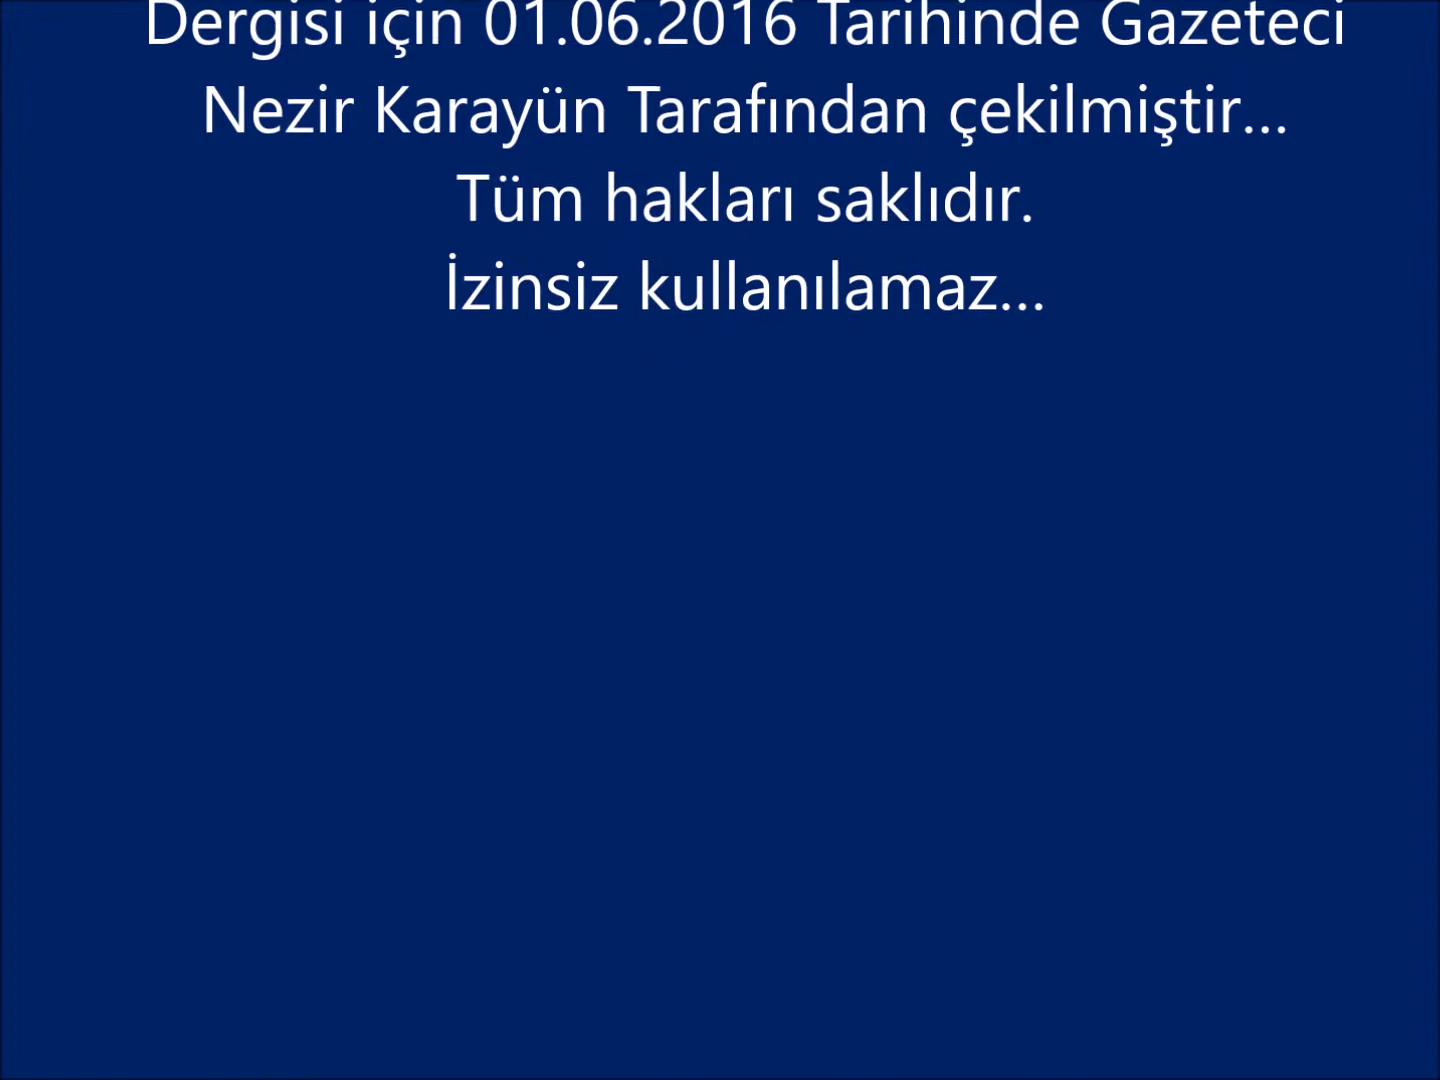 Dergisi için 01.06.2016 Tarihinde Gazeteci
Nezir Karayün Tarafından çekilmiştir...
Tüm hakları saklıdır.
İzinsiz kullanılamaz...